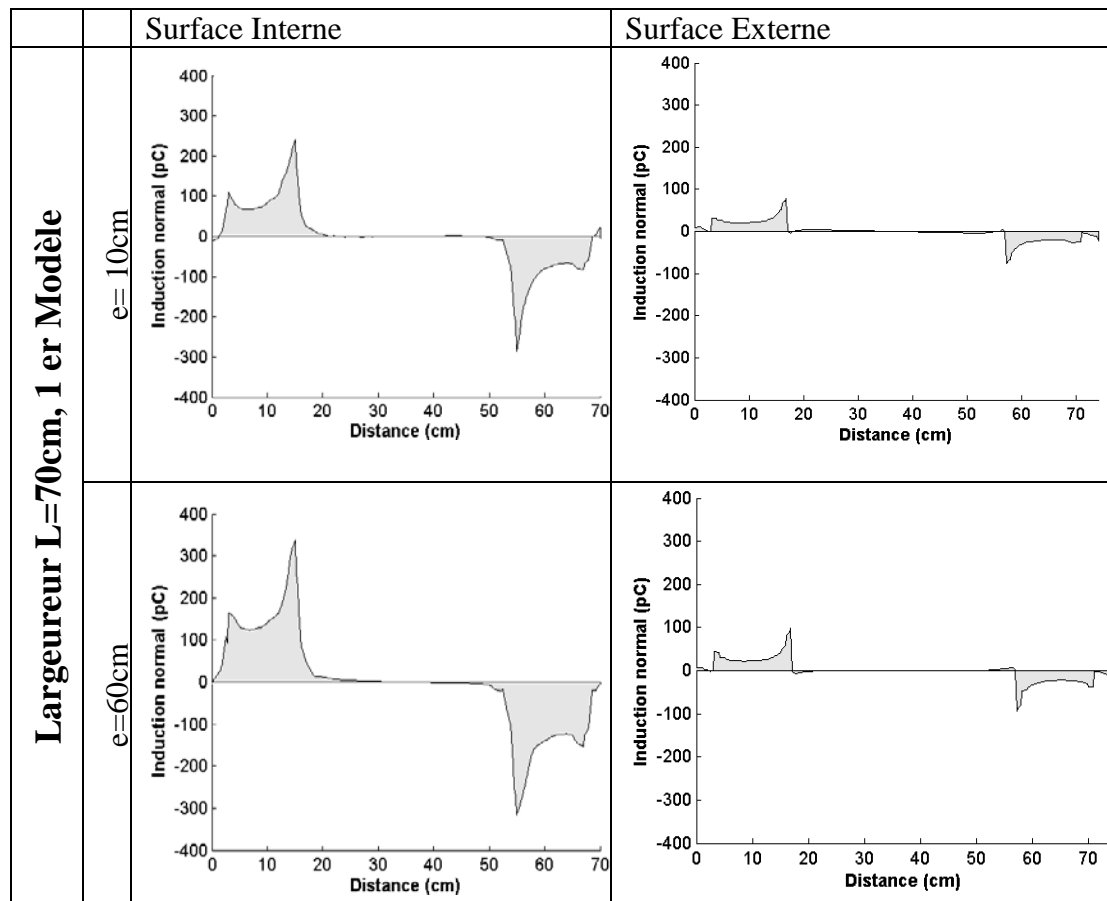 Surface Interne
Surface Externe
Largeureur L=70cm, 1 er Modèle
e= 10cm
400
300
200
100
0
-100
-200
-300
-400
Induction normal (pC)
0 10 20 30 40 50 60 70
Distance (cm)
400
300
200
100
0
-100
-200
-300
-400
Induction normal (pC)
0 10 20 30 40 50 60 70
Distance (cm)
e=60cm
400
300
200
100
0
-100
-200
-300
-400
Induction normal (pC)
0 10 20 30 40 50 60 70
Distance (cm)
400
300
200
100
0
-100
-200
-300
-400
Induction normal (pC)
0 10 20 30 40 50 60 70
Distance (cm)